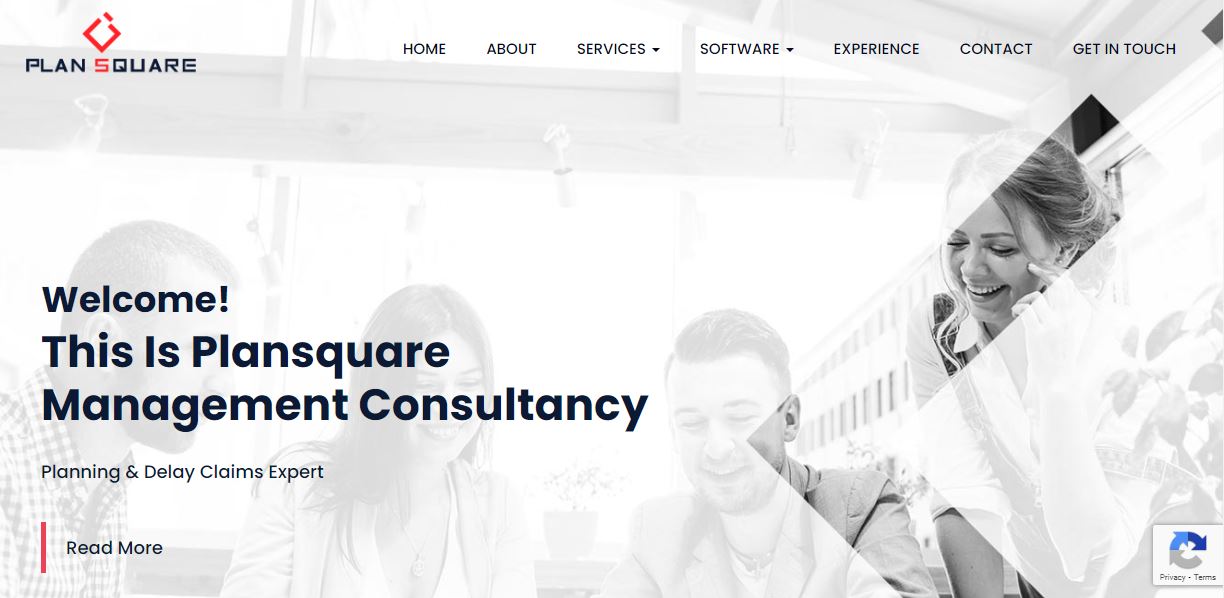 PLAN SQUARE
HOME ABOUT SERVICES SOFTWARE EXPERIENCE CONTACT GET IN TOUCH
Welcome!
This Is Plansquare
Management Consultancy
Planning & Delay Claims Expert
Read More
Privacy - Terms